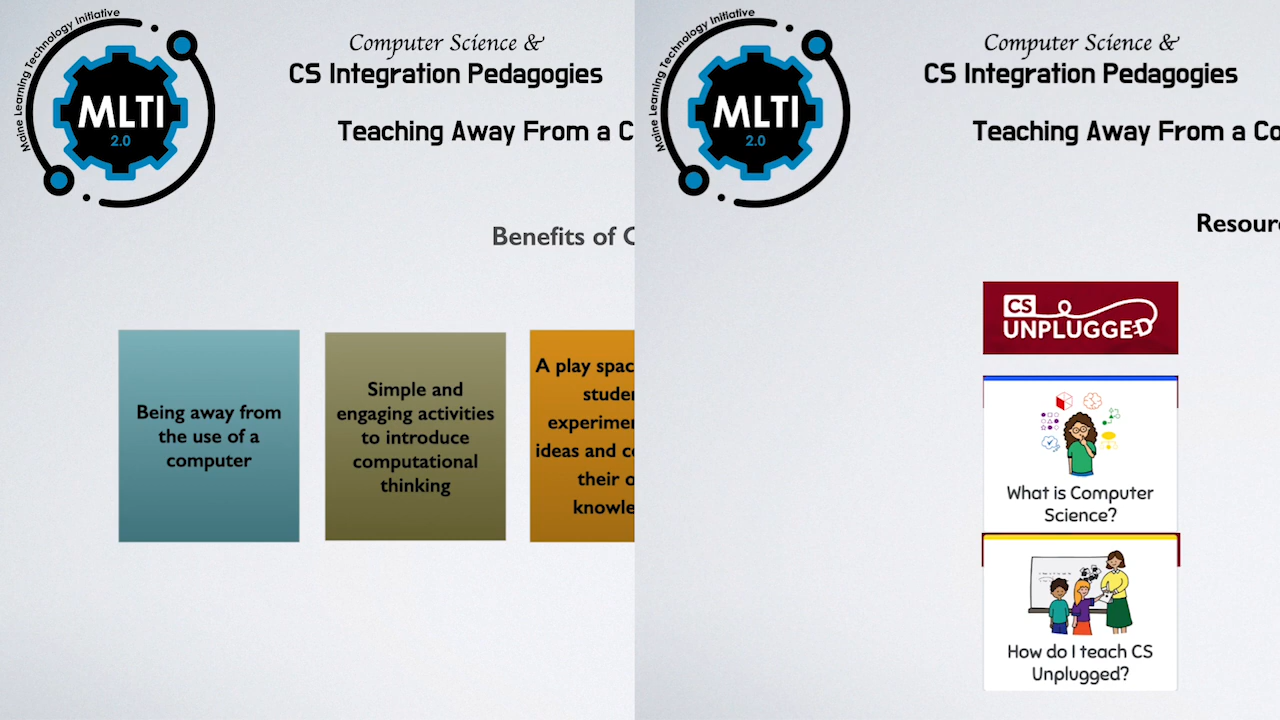 Maine Learning Technology Initiative
MLTI
2.0
Computer Science &
CS Integration Pedagogies
Teaching Away From a C
Benefits of
Being away from
the use of a
computer
Simple and
engaging activities
to introduce
computational
thinking
A play spac
studen
experimen
ideas and co
their o
knowle
Maine Learning Technology Initiative
MLTI
2.0
Computer Science &
CS Integration Pedagogies
Teaching Away From a Co
Resour
CS
UNPLUGGED
What is Computer
Science?
How do I teach CS
Unplugged?